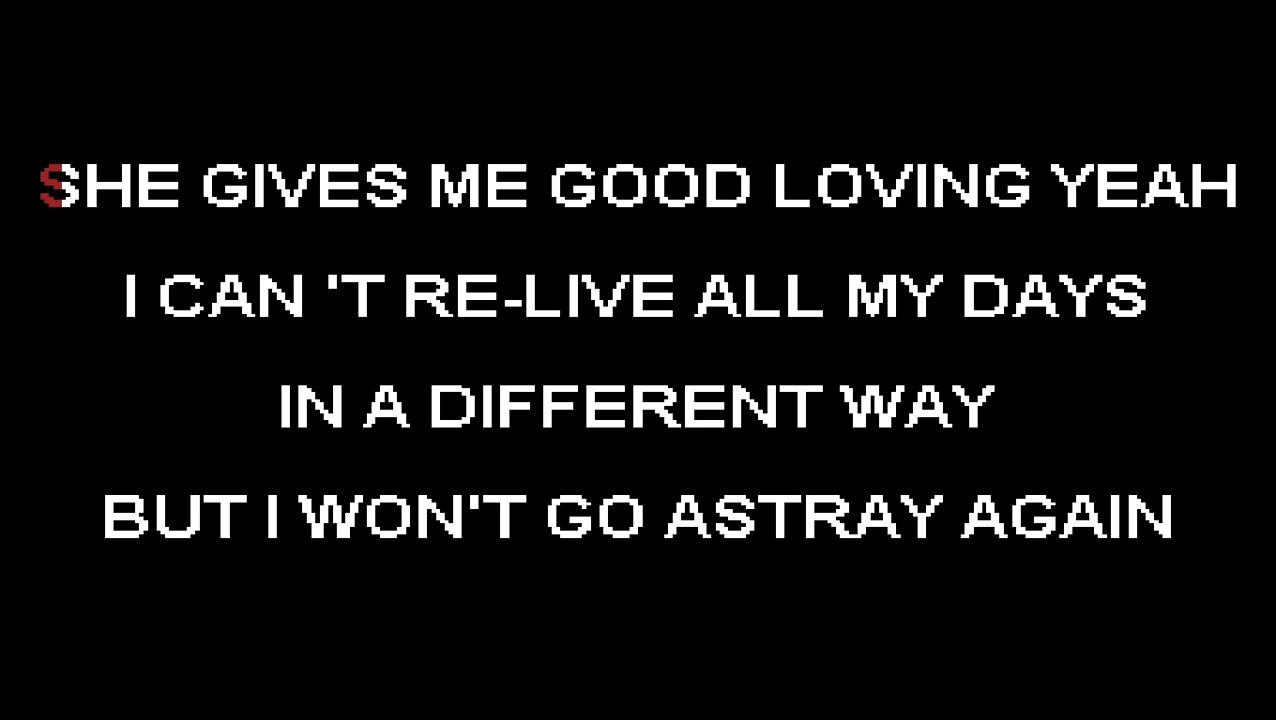 SHE GIVES ME GOOD LOVING YEAH
I CAN 'T RE-LIVE ALL MY DAYS
IN A DIFFERENT WAY
BUT I WON'T GO ASTRAY AGAIN